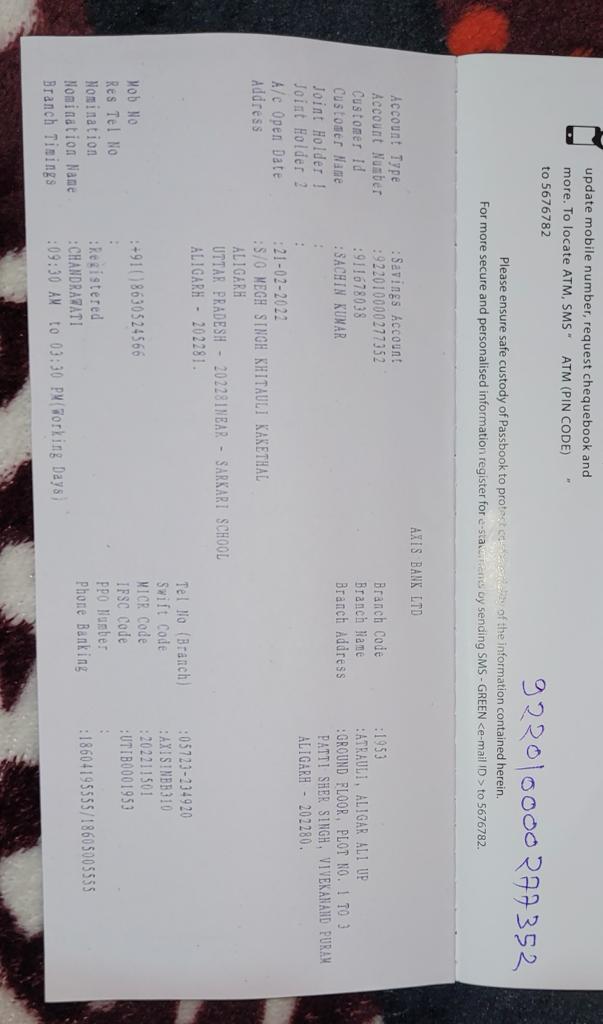 update mobile number, request chequebook and
more. To locate ATM, SMS " ATM (PIN CODE) "
to 5676782
922010000277352
Please ensure safe custody of Passbook to protect of the information contained herein.
For more secure and personalised information register for e-statements by sending SMS - GREEN <e-mail ID > to 5676782.
AXIS BANK LTD
Account Type :Savings Account
Account Number :922010000277352 Branch Code :1953
Customer Id :911678038 Branch Name :ATRAULI, ALIGAR ALI UP
Customer Name :SACHIN KUMAR Branch Address :GROUND FLOOR, PLOT NO. 1 TO 3
Joint Holder 1 : PATTI SHER SINGH, VIVEKANAND PURAM
Joint Holder 2 : ALIGARH - 202280.
A/c Open Date :21-02-2022
Address :S/O MEGH SINGH KHITAULI KAKETHAL
ALIGARH
UTTAR PRADESH - 202281NEAR - SARKARI SCHOOL
ALIGARH - 202281.
Tel No (Branch) :05723-234920
Swift Code :AXISINBB310
Mob No :+91()8630524566 MICR Code :202211501
Res Tel No : IFSC Code :UTIB0001953
Nomination :Registered PPO Number :
Nomination Name :CHANDRAWATI Phone Banking :18604195555/18605005555
Branch Timings :09:30 AM to 03:30 PM(Working Days)